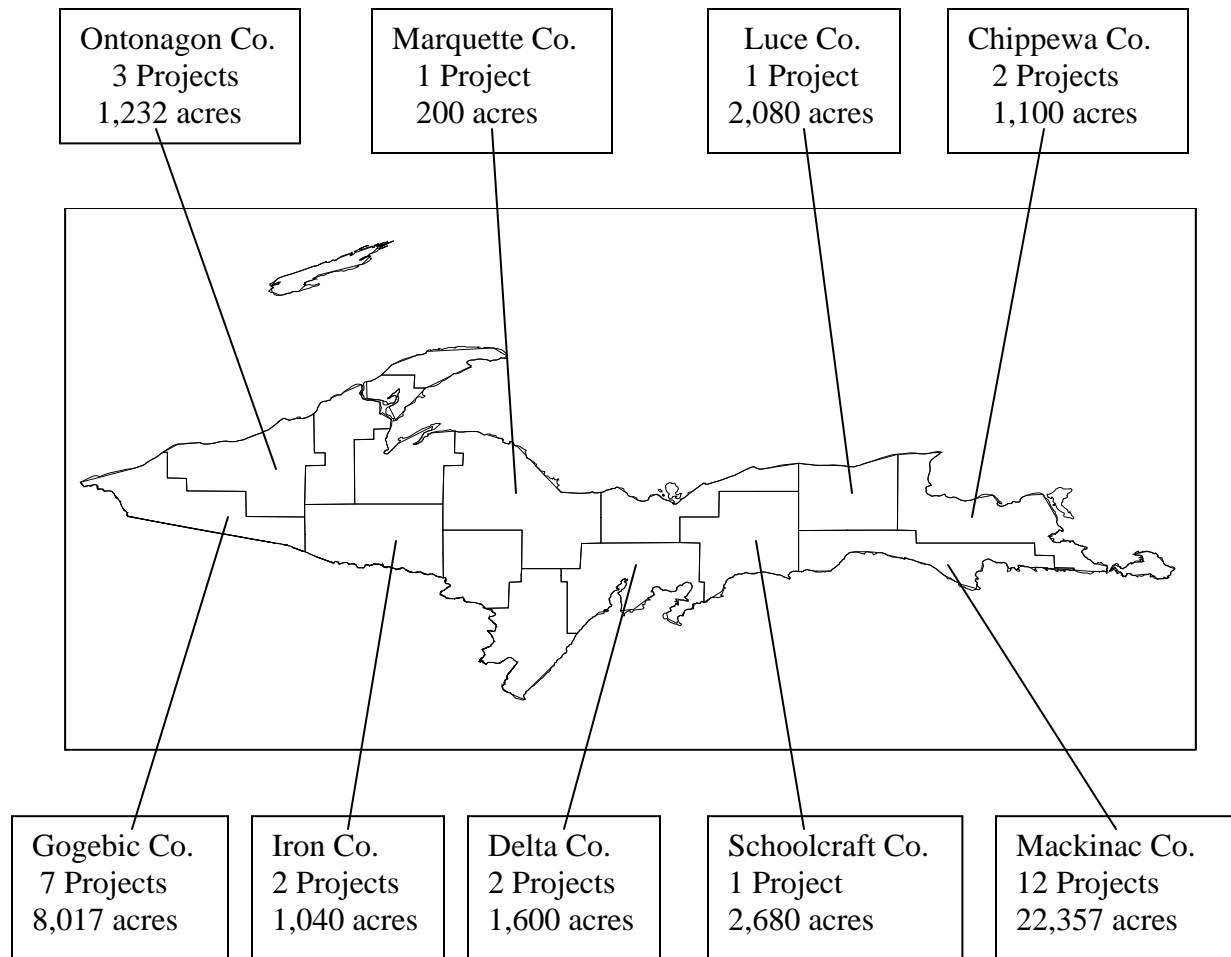 Ontonagon Co.
3 Projects
1,232 acres
Marquette Co.
1 Project
200 acres
Luce Co.
1 Project
2,080 acres
Chippewa Co.
2 Projects
1,100 acres
Gogebic Co.
7 Projects
8,017 acres
Iron Co.
2 Projects
1,040 acres
Delta Co.
2 Projects
1,600 acres
Schoolcraft Co.
1 Project
2,680 acres
Mackinac Co.
12 Projects
22,357 acres